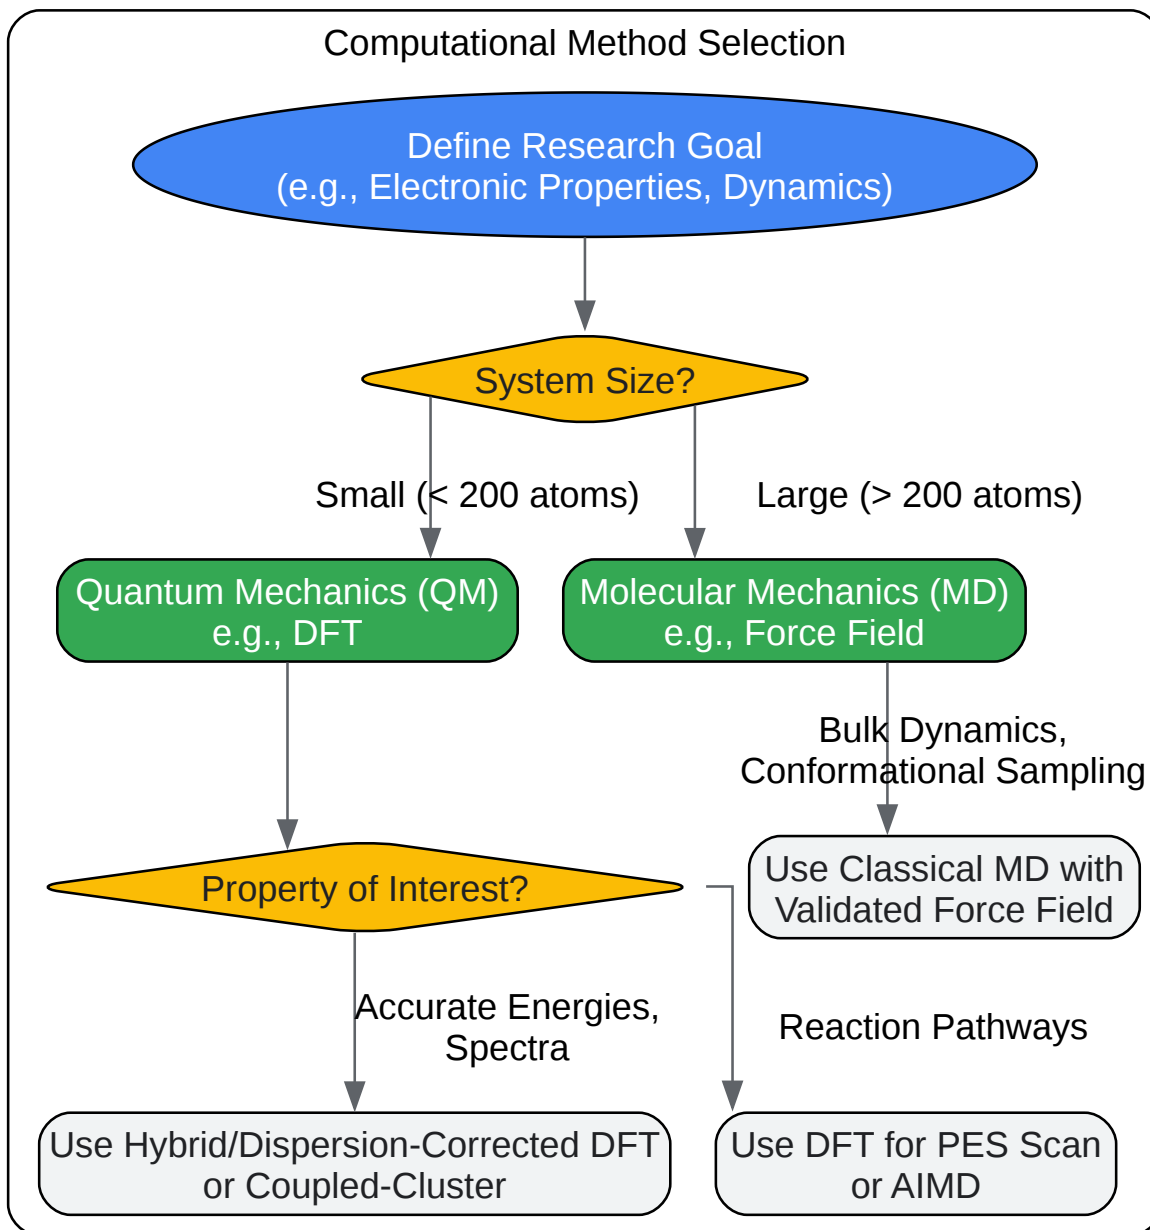 Computational Method Selection
Define Research Goal
(e.g., Electronic Properties, Dynamics)
System Size?
Small (< 200 atoms)
Large (> 200 atoms)
Quantum Mechanics (QM)
e.g., DFT
Molecular Mechanics (MD)
e.g., Force Field
Bulk Dynamics,
Conformational Sampling
Property of Interest?
Use Classical MD with
Validated Force Field
Accurate Energies,
Spectra
Reaction Pathways
Use Hybrid/Dispersion-Corrected DFT
or Coupled-Cluster
Use DFT for PES Scan
or AIMD